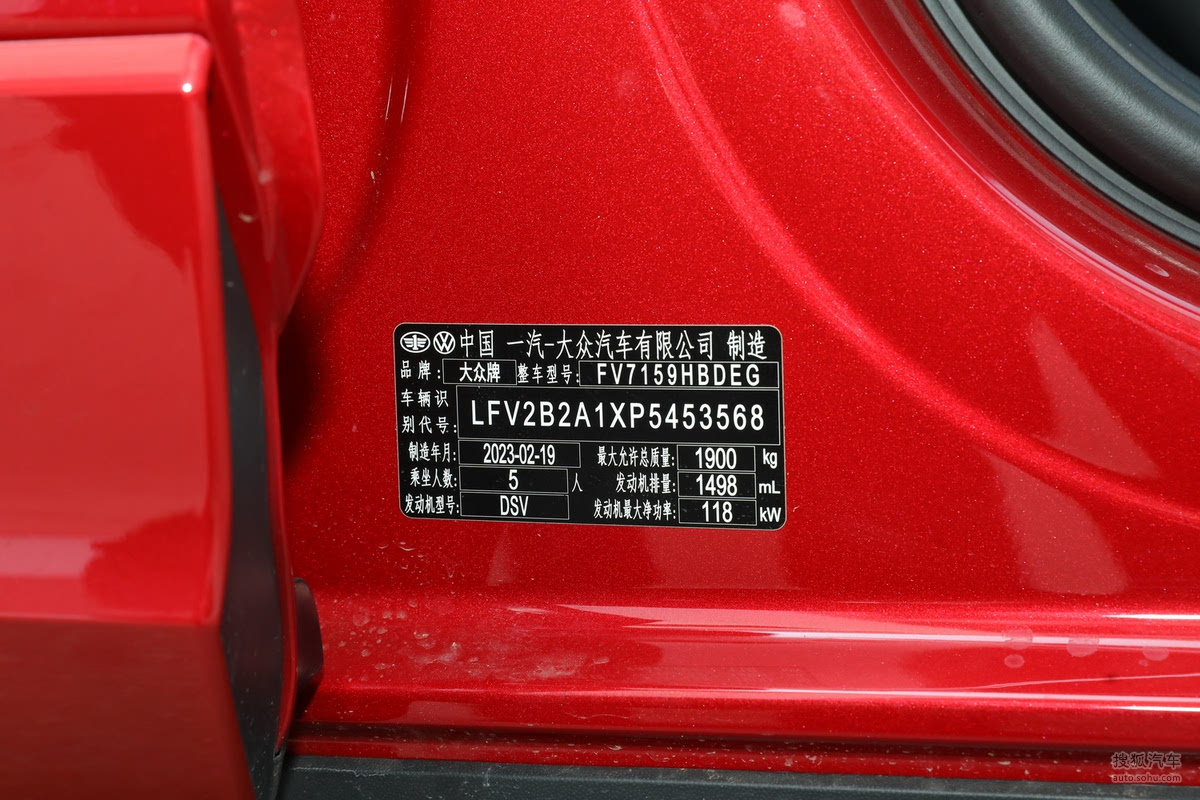 中国 一汽-大众汽车有限公司 制造
品牌: 大众牌 整车型号: FV7159HBDEG
车辆识
别代号: LFV2B2A1XP5453568
制造年月: 2023-02-19 最大允许总质量: 1900 kg
乘坐人数: 5 人 发动机排量: 1498 mL
发动机型号: DSV 发动机最大净功率: 118 kW
搜狐汽车
auto.sohu.com